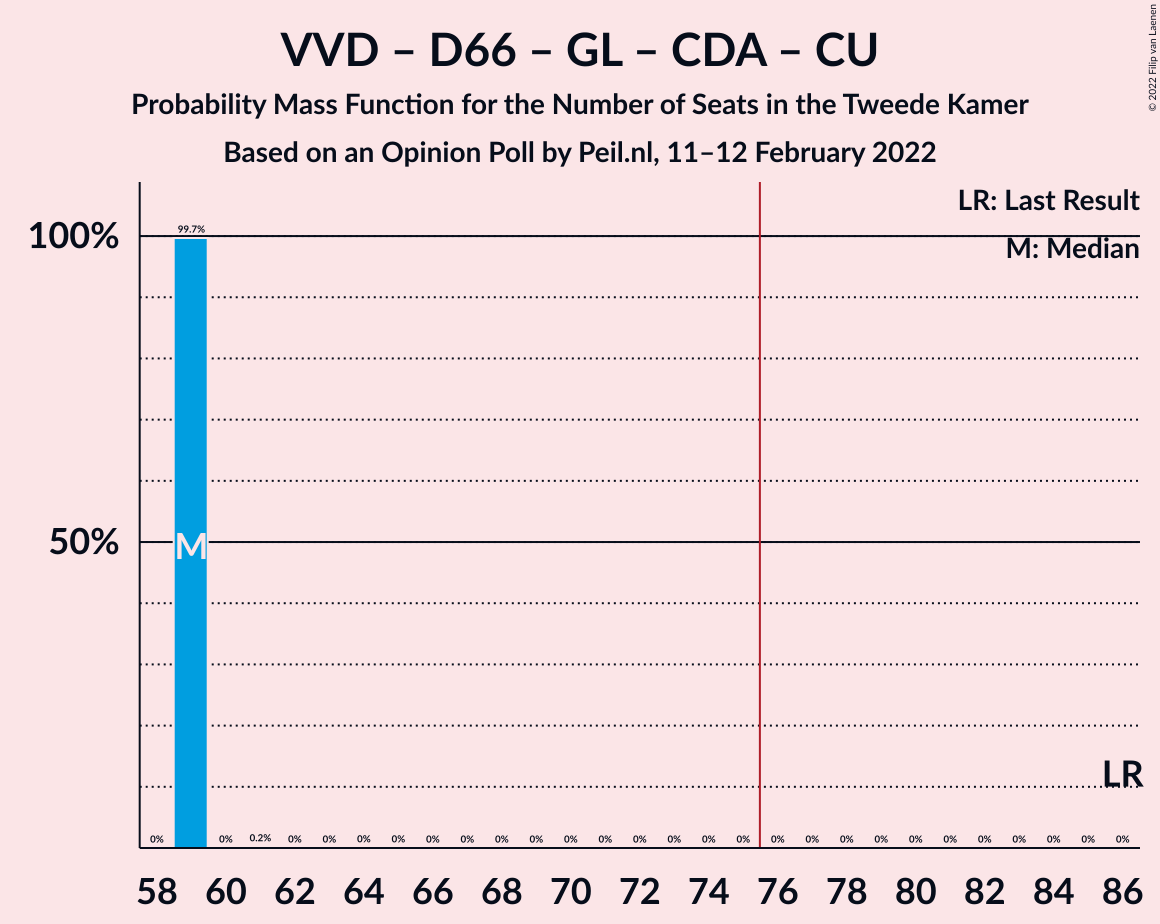 VVD – D66 – GL – CDA – CU
Probability Mass Function for the Number of Seats in the Tweede Kamer
Based on an Opinion Poll by Peil.nl, 11–12 February 2022
© 2022 Filip van Laenen
LR: Last Result
M: Median
100%
50%
99.7%
M
LR
0% 0% 0.2% 0% 0% 0% 0% 0% 0% 0% 0% 0% 0% 0% 0% 0% 0% 0% 0% 0% 0% 0% 0% 0% 0% 0% 0% 0%
58 60 62 64 66 68 70 72 74 76 78 80 82 84 86